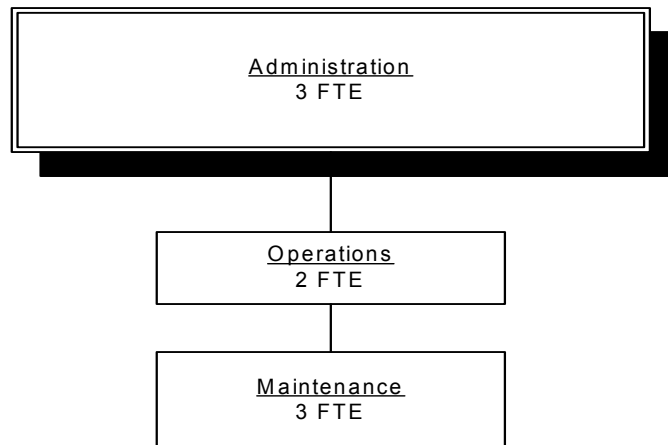 Administration
3 FTE
Operations
2 FTE
Maintenance
3 FTE